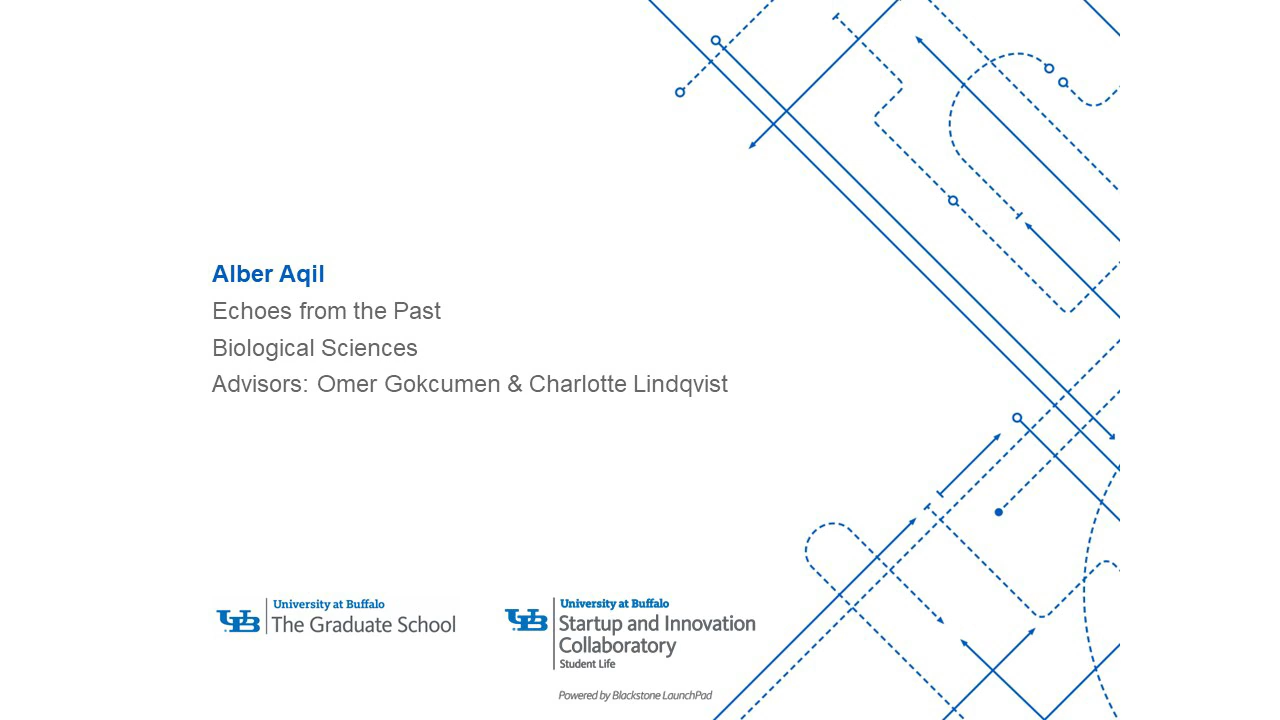 Alber Aqil
Echoes from the Past
Biological Sciences
Advisors: Omer Gokcumen & Charlotte Lindqvist
UB
University at Buffalo
The Graduate School
UB
University at Buffalo
Startup and Innovation
Collaboratory
Student Life
Powered by Blackstone LaunchPad